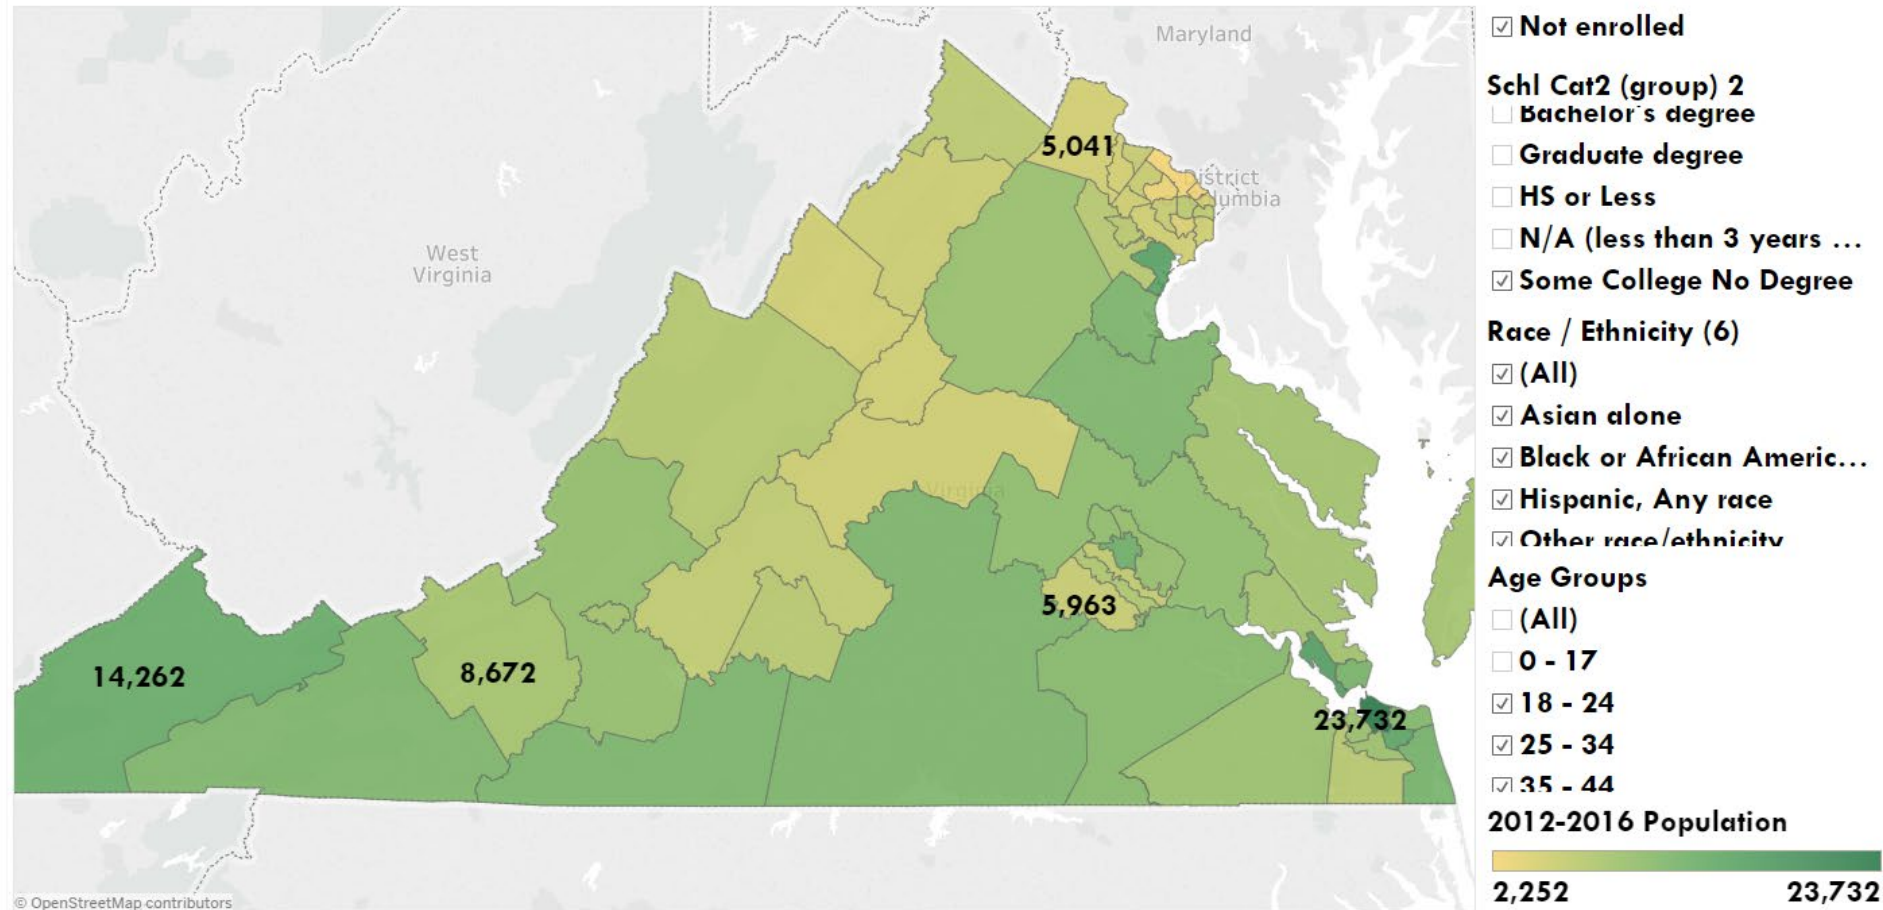 Maryland
5,041
District
lumbia
West
Virginia
Virginia
5,963
14,262
8,672
23,732
© OpenStreetMap contributors
Not enrolled
Schl Cat2 (group) 2
Bachelor's degree
Graduate degree
HS or Less
N/A (less than 3 years ...
Some College No Degree
Race / Ethnicity (6)
(All)
Asian alone
Black or African Americ...
Hispanic, Any race
Other race/ethnicity
Age Groups
(All)
0 - 17
18 - 24
25 - 34
35 - 44
2012-2016 Population
2,252
23,732